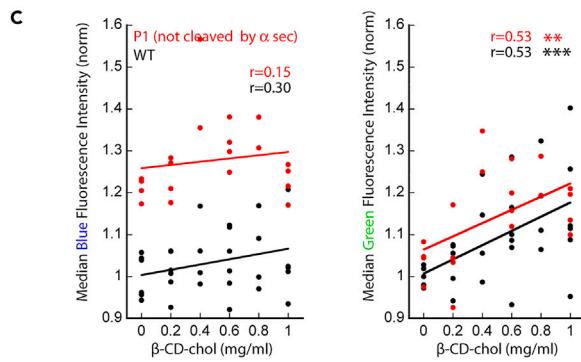 C
P1 (not cleaved by α sec)
WT
r=0.15
r=0.30
Median Blue Fluorescence Intensity (norm)
1.6
1.5
1.4
1.3
1.2
1.1
1
0.9
0 0.2 0.4 0.6 0.8 1
β-CD-chol (mg/ml)
r=0.53 **
r=0.53 ***
Median Green Fluorescence Intensity (norm)
1.6
1.5
1.4
1.3
1.2
1.1
1
0.9
0 0.2 0.4 0.6 0.8 1
β-CD-chol (mg/ml)